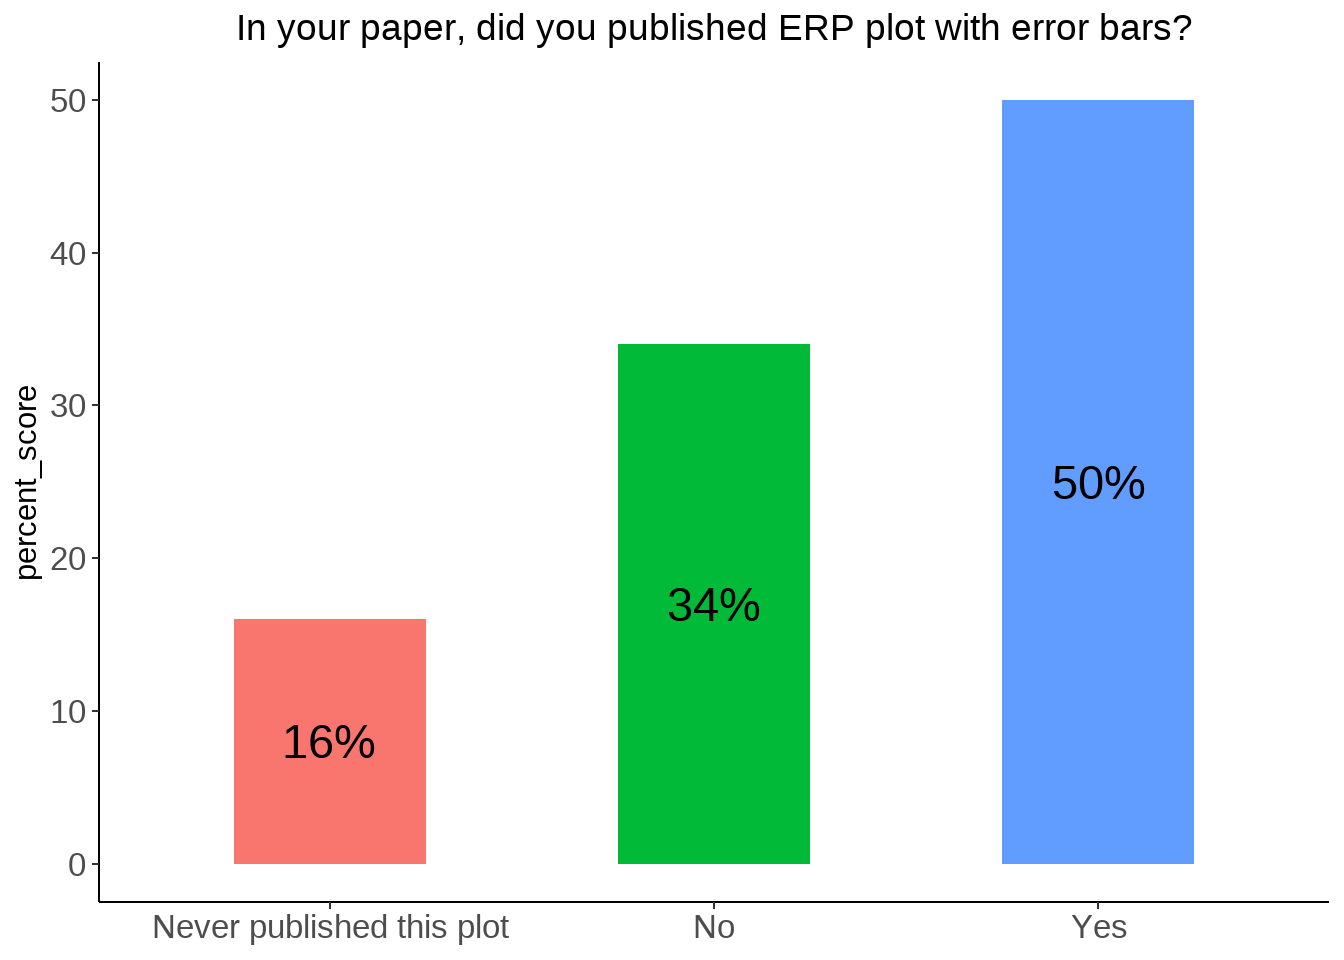 In your paper, did you published ERP plot with error bars?
percent_score
50
40
30
20
10
0
16%
34%
50%
Never published this plot
No
Yes